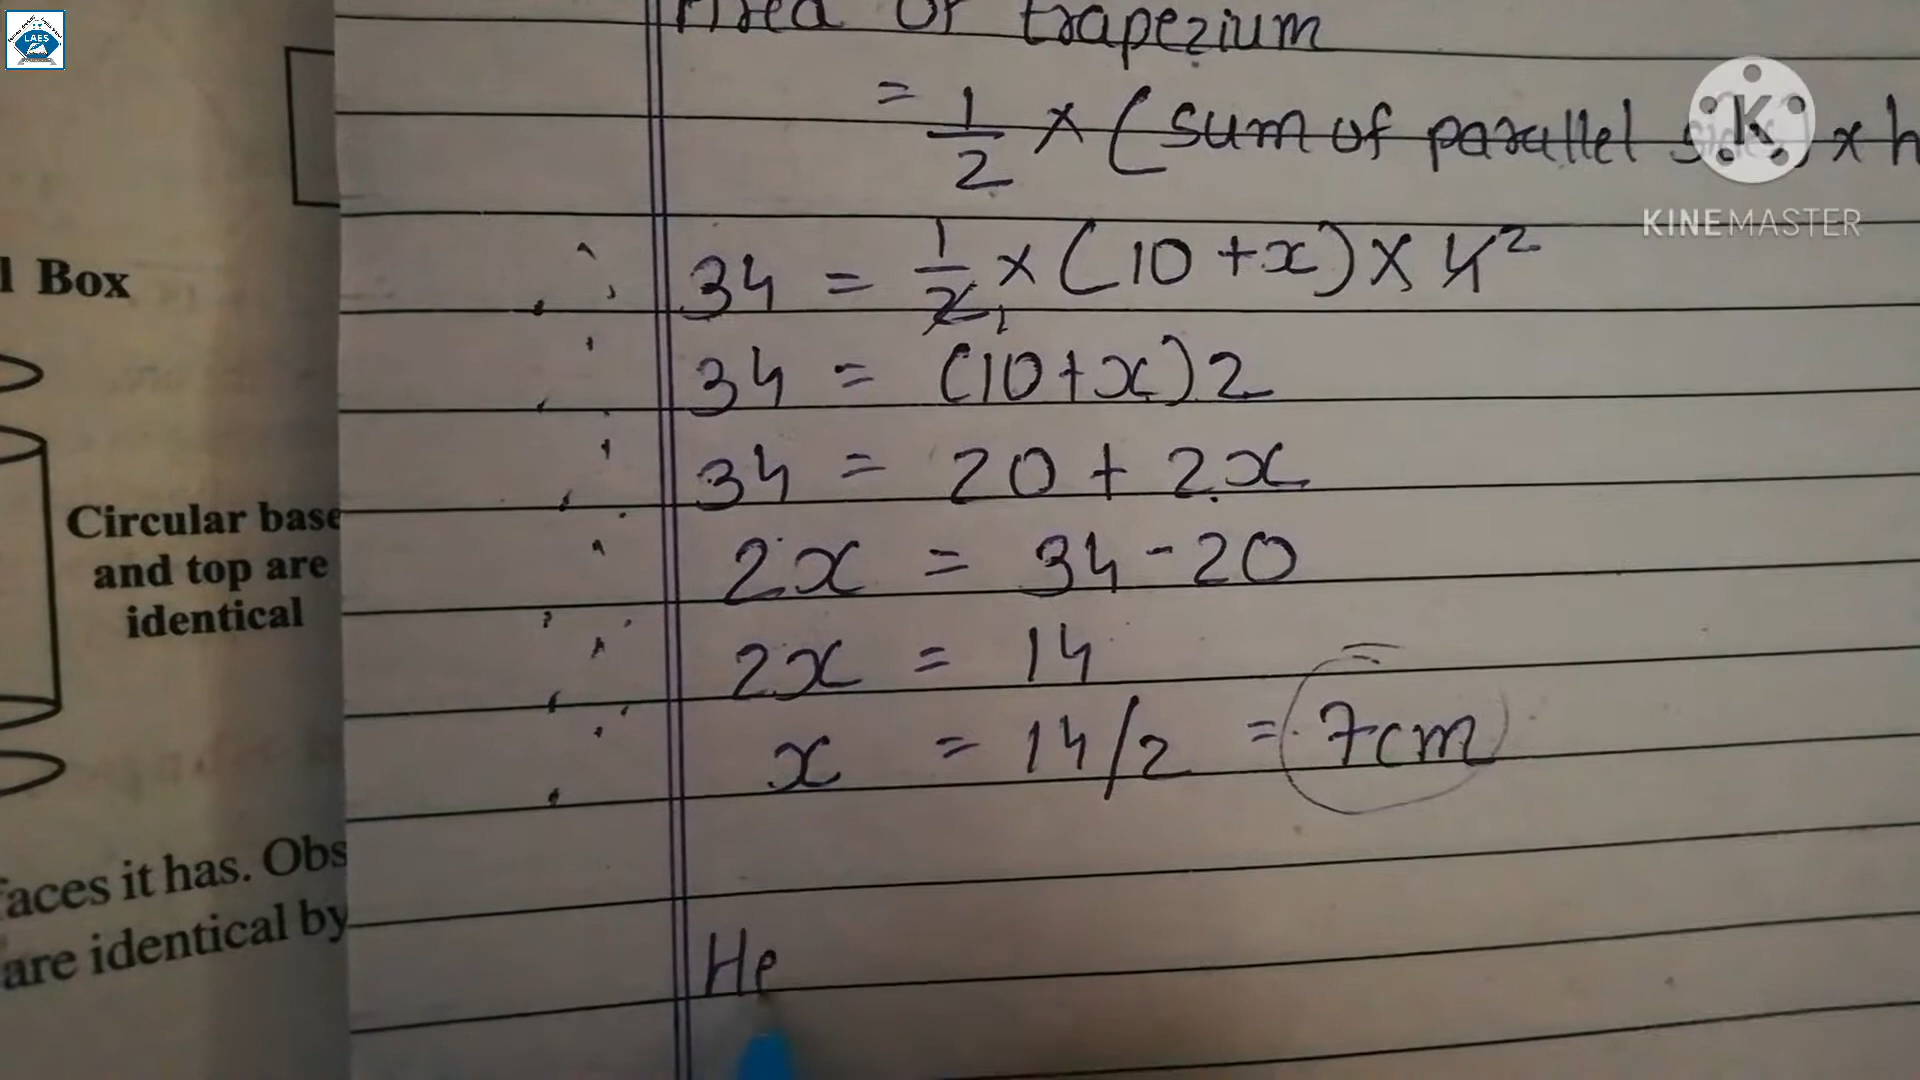 LAES
Area of trapezium
= 1/2 × (sum of parallel sides) × h
KINEMASTER
∴ 34 = 1/2 1 × (10 + x) × 4 2
∴ 34 = (10 + x) 2
∴ 34 = 20 + 2x
∴ 2x = 34 - 20
∴ 2x = 14
∴ x = 14/2 = 7cm
He
Box
Circular base
and top are
identical
faces it has. Obs
are identical by